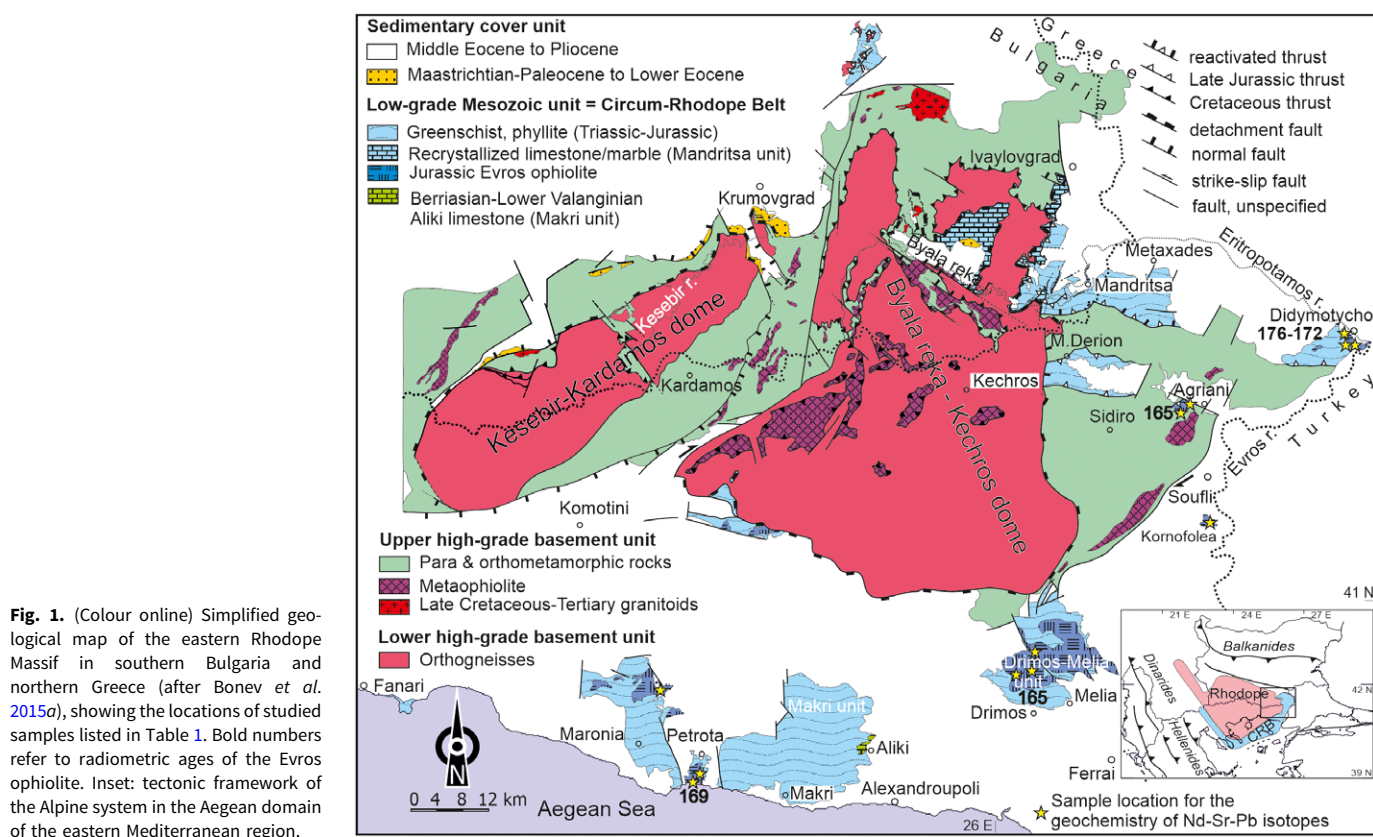 Fig. 1. (Colour online) Simplified geo-
logical map of the eastern Rhodope
Massif in southern Bulgaria and
northern Greece (after Bonev et al.
2015a), showing the locations of studied
samples listed in Table 1. Bold numbers
refer to radiometric ages of the Evros
ophiolite. Inset: tectonic framework of
the Alpine system in the Aegean domain
of the eastern Mediterranean region.
Sedimentary cover unit
Middle Eocene to Pliocene
Maastrichtian-Paleocene to Lower Eocene
Low-grade Mesozoic unit = Circum-Rhodope Belt
Greenschist, phyllite (Triassic-Jurassic)
Recrystallized limestone/marble (Mandritsa unit)
Jurassic Evros ophiolite
Berriasian-Lower Valanginian
Aliki limestone (Makri unit)
Greece
Bulgaria
reactivated thrust
Late Jurassic thrust
Cretaceous thrust
detachment fault
normal fault
strike-slip fault
fault, unspecified
Ivaylovgrad
Krumovgrad
Byala reka r.
Metaxades
Eritropotamos r.
Mandritsa
Didymotycho
176-172
Kesebir r.
Kesebir-Kardamos dome
Byala reka - Kechros dome
M.Derion
Kardamos
Kechros
Agriani
165
Sidiro
Evros r.
Turkey
Soufli
Kornofolea
Komotini
Upper high-grade basement unit
Para & orthometamorphic rocks
Metaophiolite
Late Cretaceous-Tertiary granitoids
Lower high-grade basement unit
Orthogneisses
41 N
Fanari
Drimos-Melia
unit
165
Melia
Drimos
Makri unit
Maronia
Petrota
Aliki
169
Makri
Alexandroupoli
Ferrai
N
0 4 8 12 km
Aegean Sea
26 E
21 E
24 E
27 E
Balkanides
Dinarides
Rhodope
42 N
Hellenides
CRB
39 N
Sample location for the
geochemistry of Nd-Sr-Pb isotopes